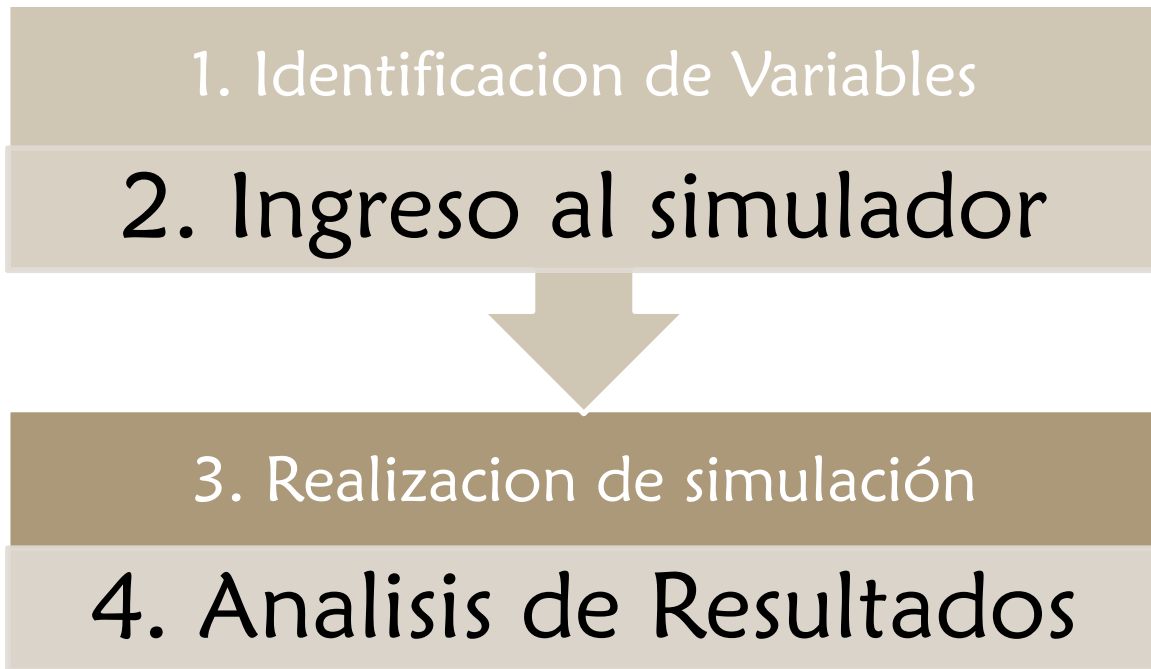 1. Identificacion de Variables
2. Ingreso al simulador
3. Realizacion de simulación
4. Analisis de Resultados